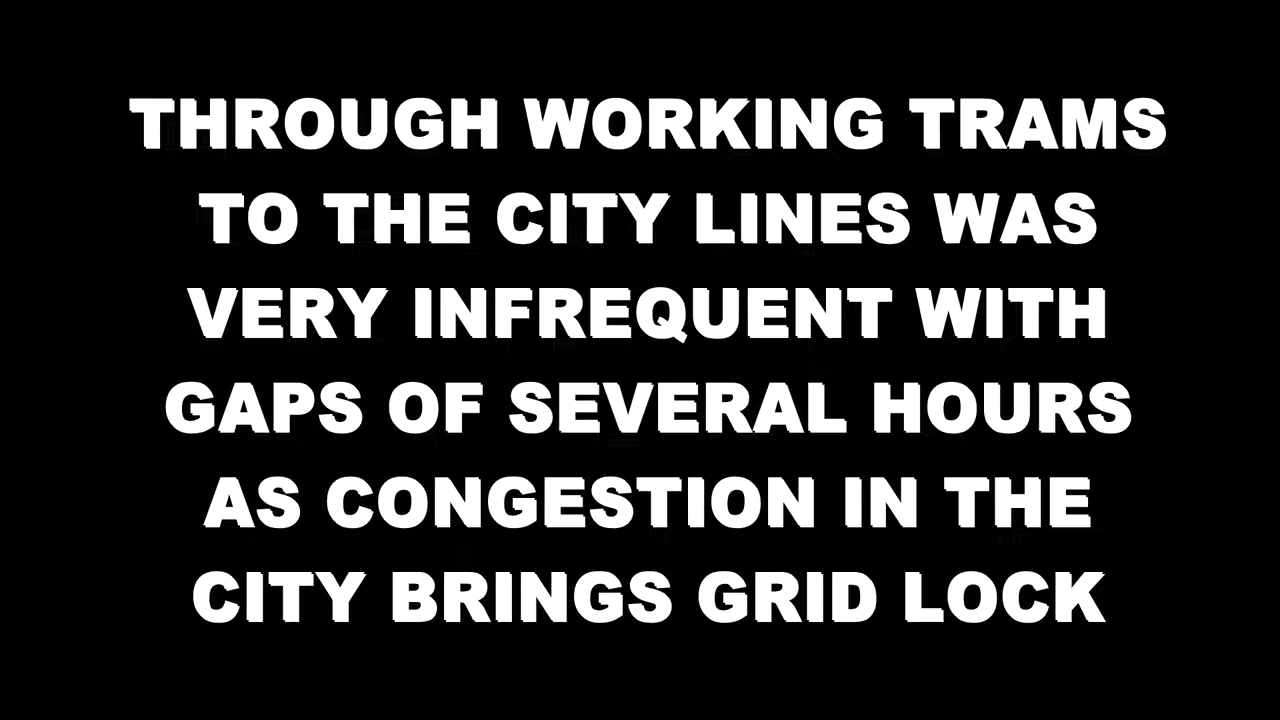 THROUGH WORKING TRAMS
TO THE CITY LINES WAS
VERY INFREQUENT WITH
GAPS OF SEVERAL HOURS
AS CONGESTION IN THE
CITY BRINGS GRID LOCK